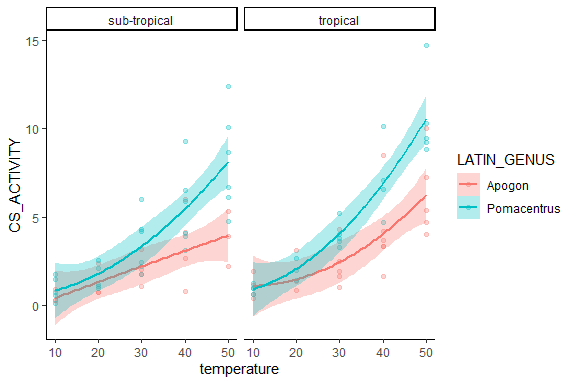 sub-tropical
tropical
15
10
5
0
CS_ACTIVITY
10 20 30 40 50
10 20 30 40 50
temperature
LATIN_GENUS
Apogon
Pomacentrus